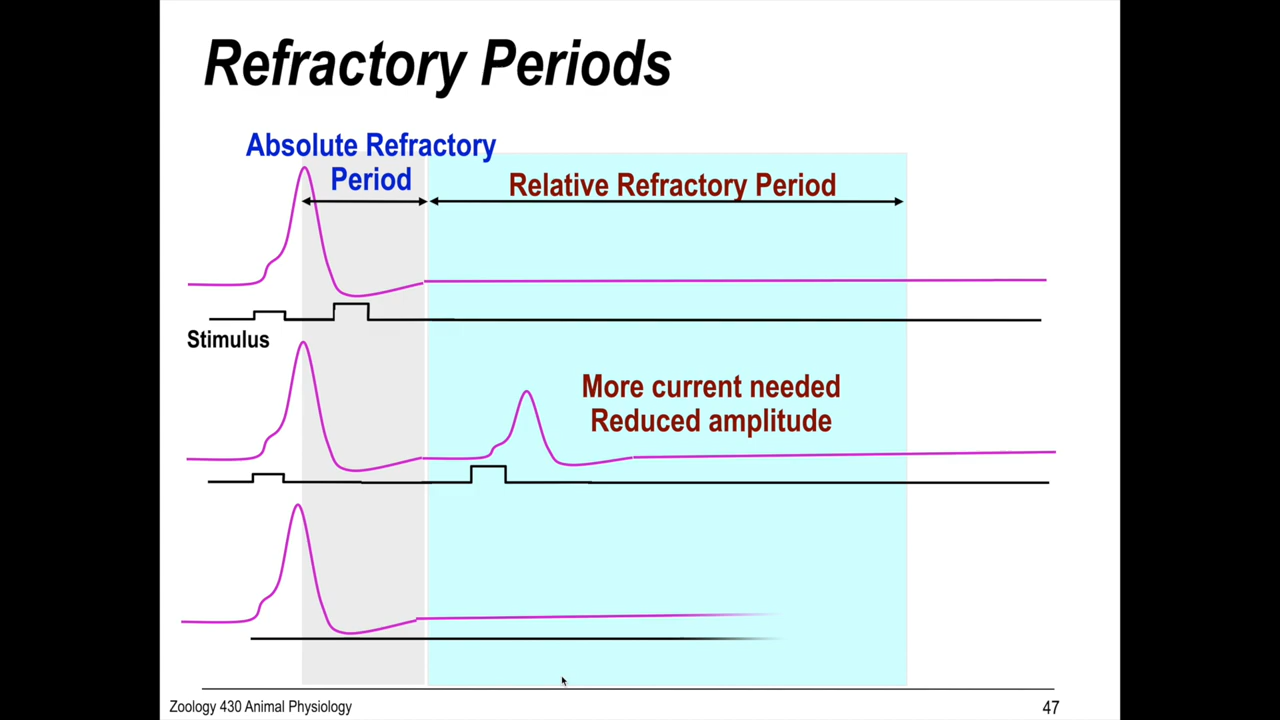 Refractory Periods
Absolute Refractory
Period
Relative Refractory Period
Stimulus
More current needed
Reduced amplitude
Zoology 430 Animal Physiology
47